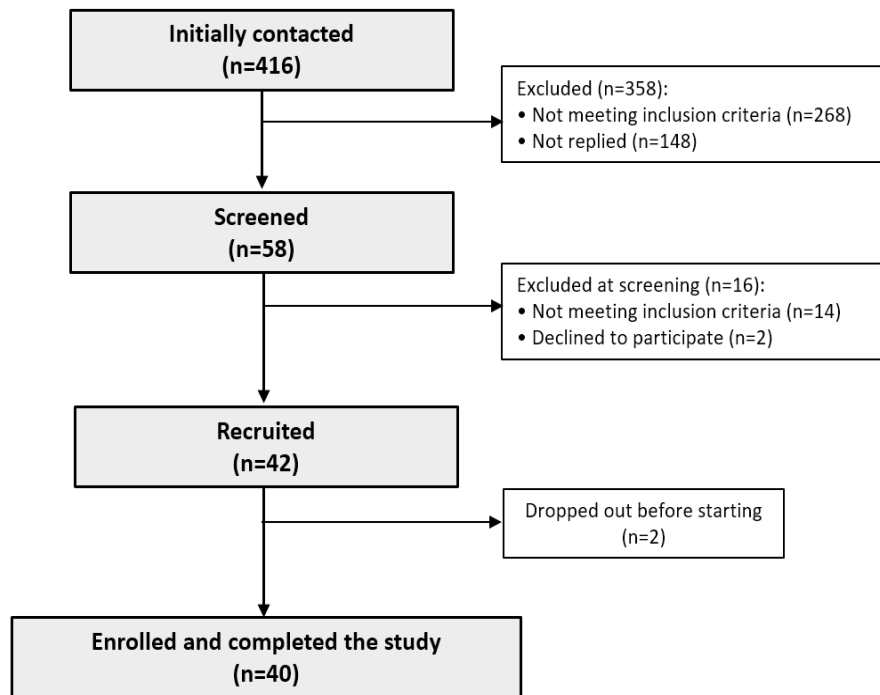 Initially contacted
(n=416)
Excluded (n=358):
• Not meeting inclusion criteria (n=268)
• Not replied (n=148)
Screened
(n=58)
Excluded at screening (n=16):
• Not meeting inclusion criteria (n=14)
• Declined to participate (n=2)
Recruited
(n=42)
Dropped out before starting
(n=2)
Enrolled and completed the study
(n=40)